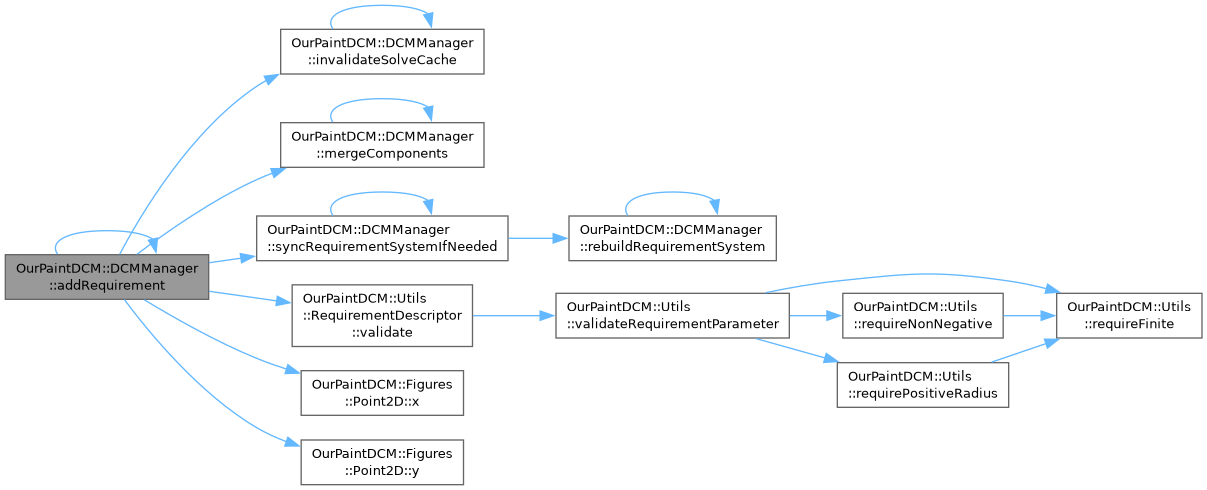 OurPaintDCM::DCMManager
::addRequirement
OurPaintDCM::DCMManager
::invalidateSolveCache
OurPaintDCM::DCMManager
::mergeComponents
OurPaintDCM::DCMManager
::syncRequirementSystemIfNeeded
OurPaintDCM::DCMManager
::rebuildRequirementSystem
OurPaintDCM::Utils
::RequirementDescriptor
::validate
OurPaintDCM::Utils
::validateRequirementParameter
OurPaintDCM::Utils
::requireNonNegative
OurPaintDCM::Utils
::requireFinite
OurPaintDCM::Utils
::requirePositiveRadius
OurPaintDCM::Figures
::Point2D::x
OurPaintDCM::Figures
::Point2D::y